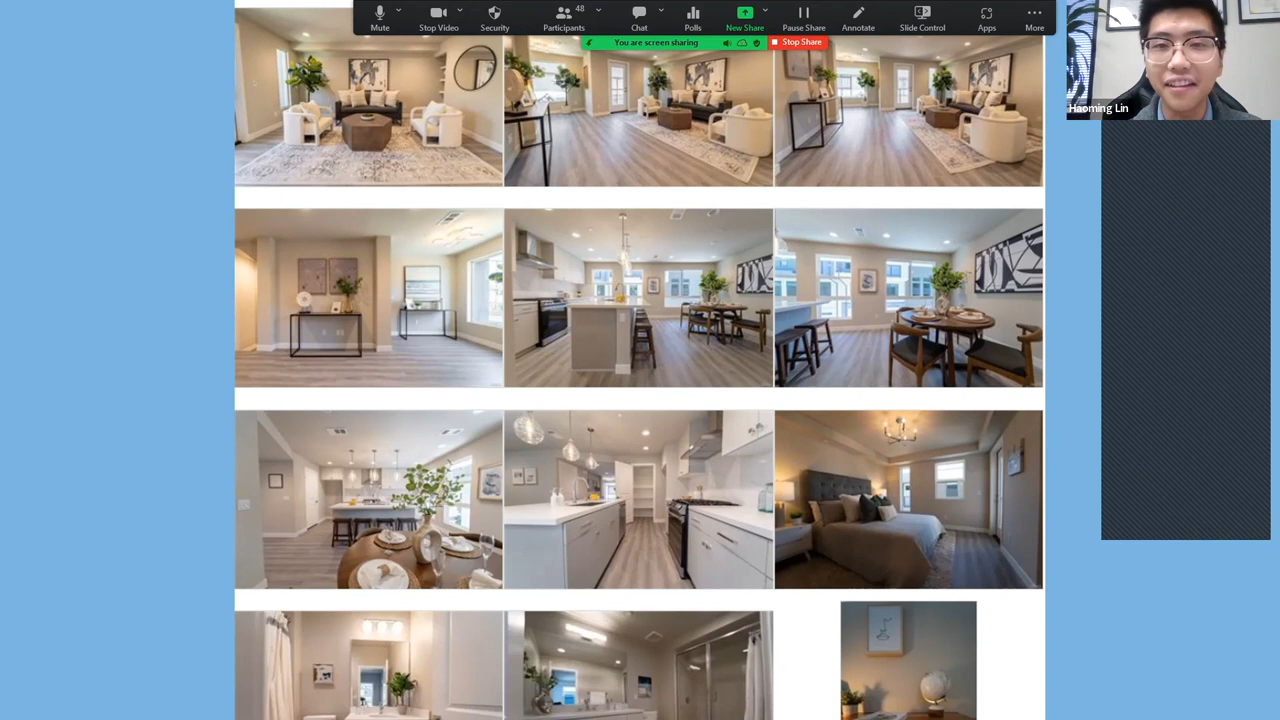 Mute
Stop Video
Security
48
Participants
Chat
Polls
New Share
Pause Share
Annotate
Slide Control
Apps
More
You are screen sharing
Stop Share
Haoming Lin